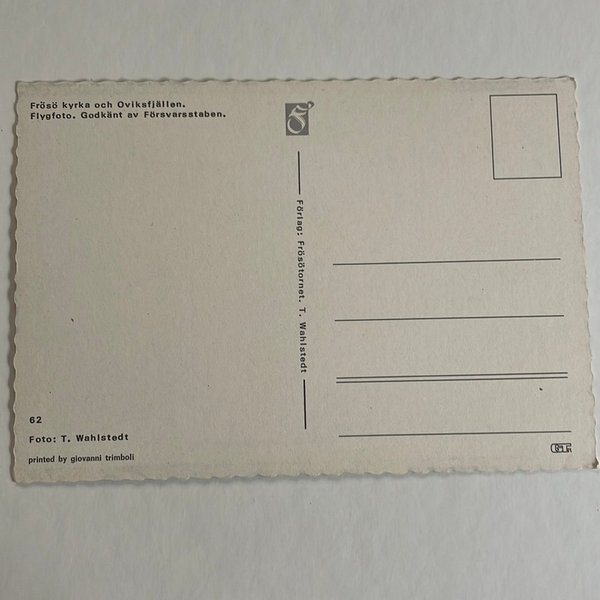 Frösö kyrka och Oviksfjällen.
Flygfoto. Godkänt av Försvarsstaben.
Förlag: Frösötornet. T. Wahlstedt
62
Foto: T. Wahlstedt
printed by giovanni trimboli